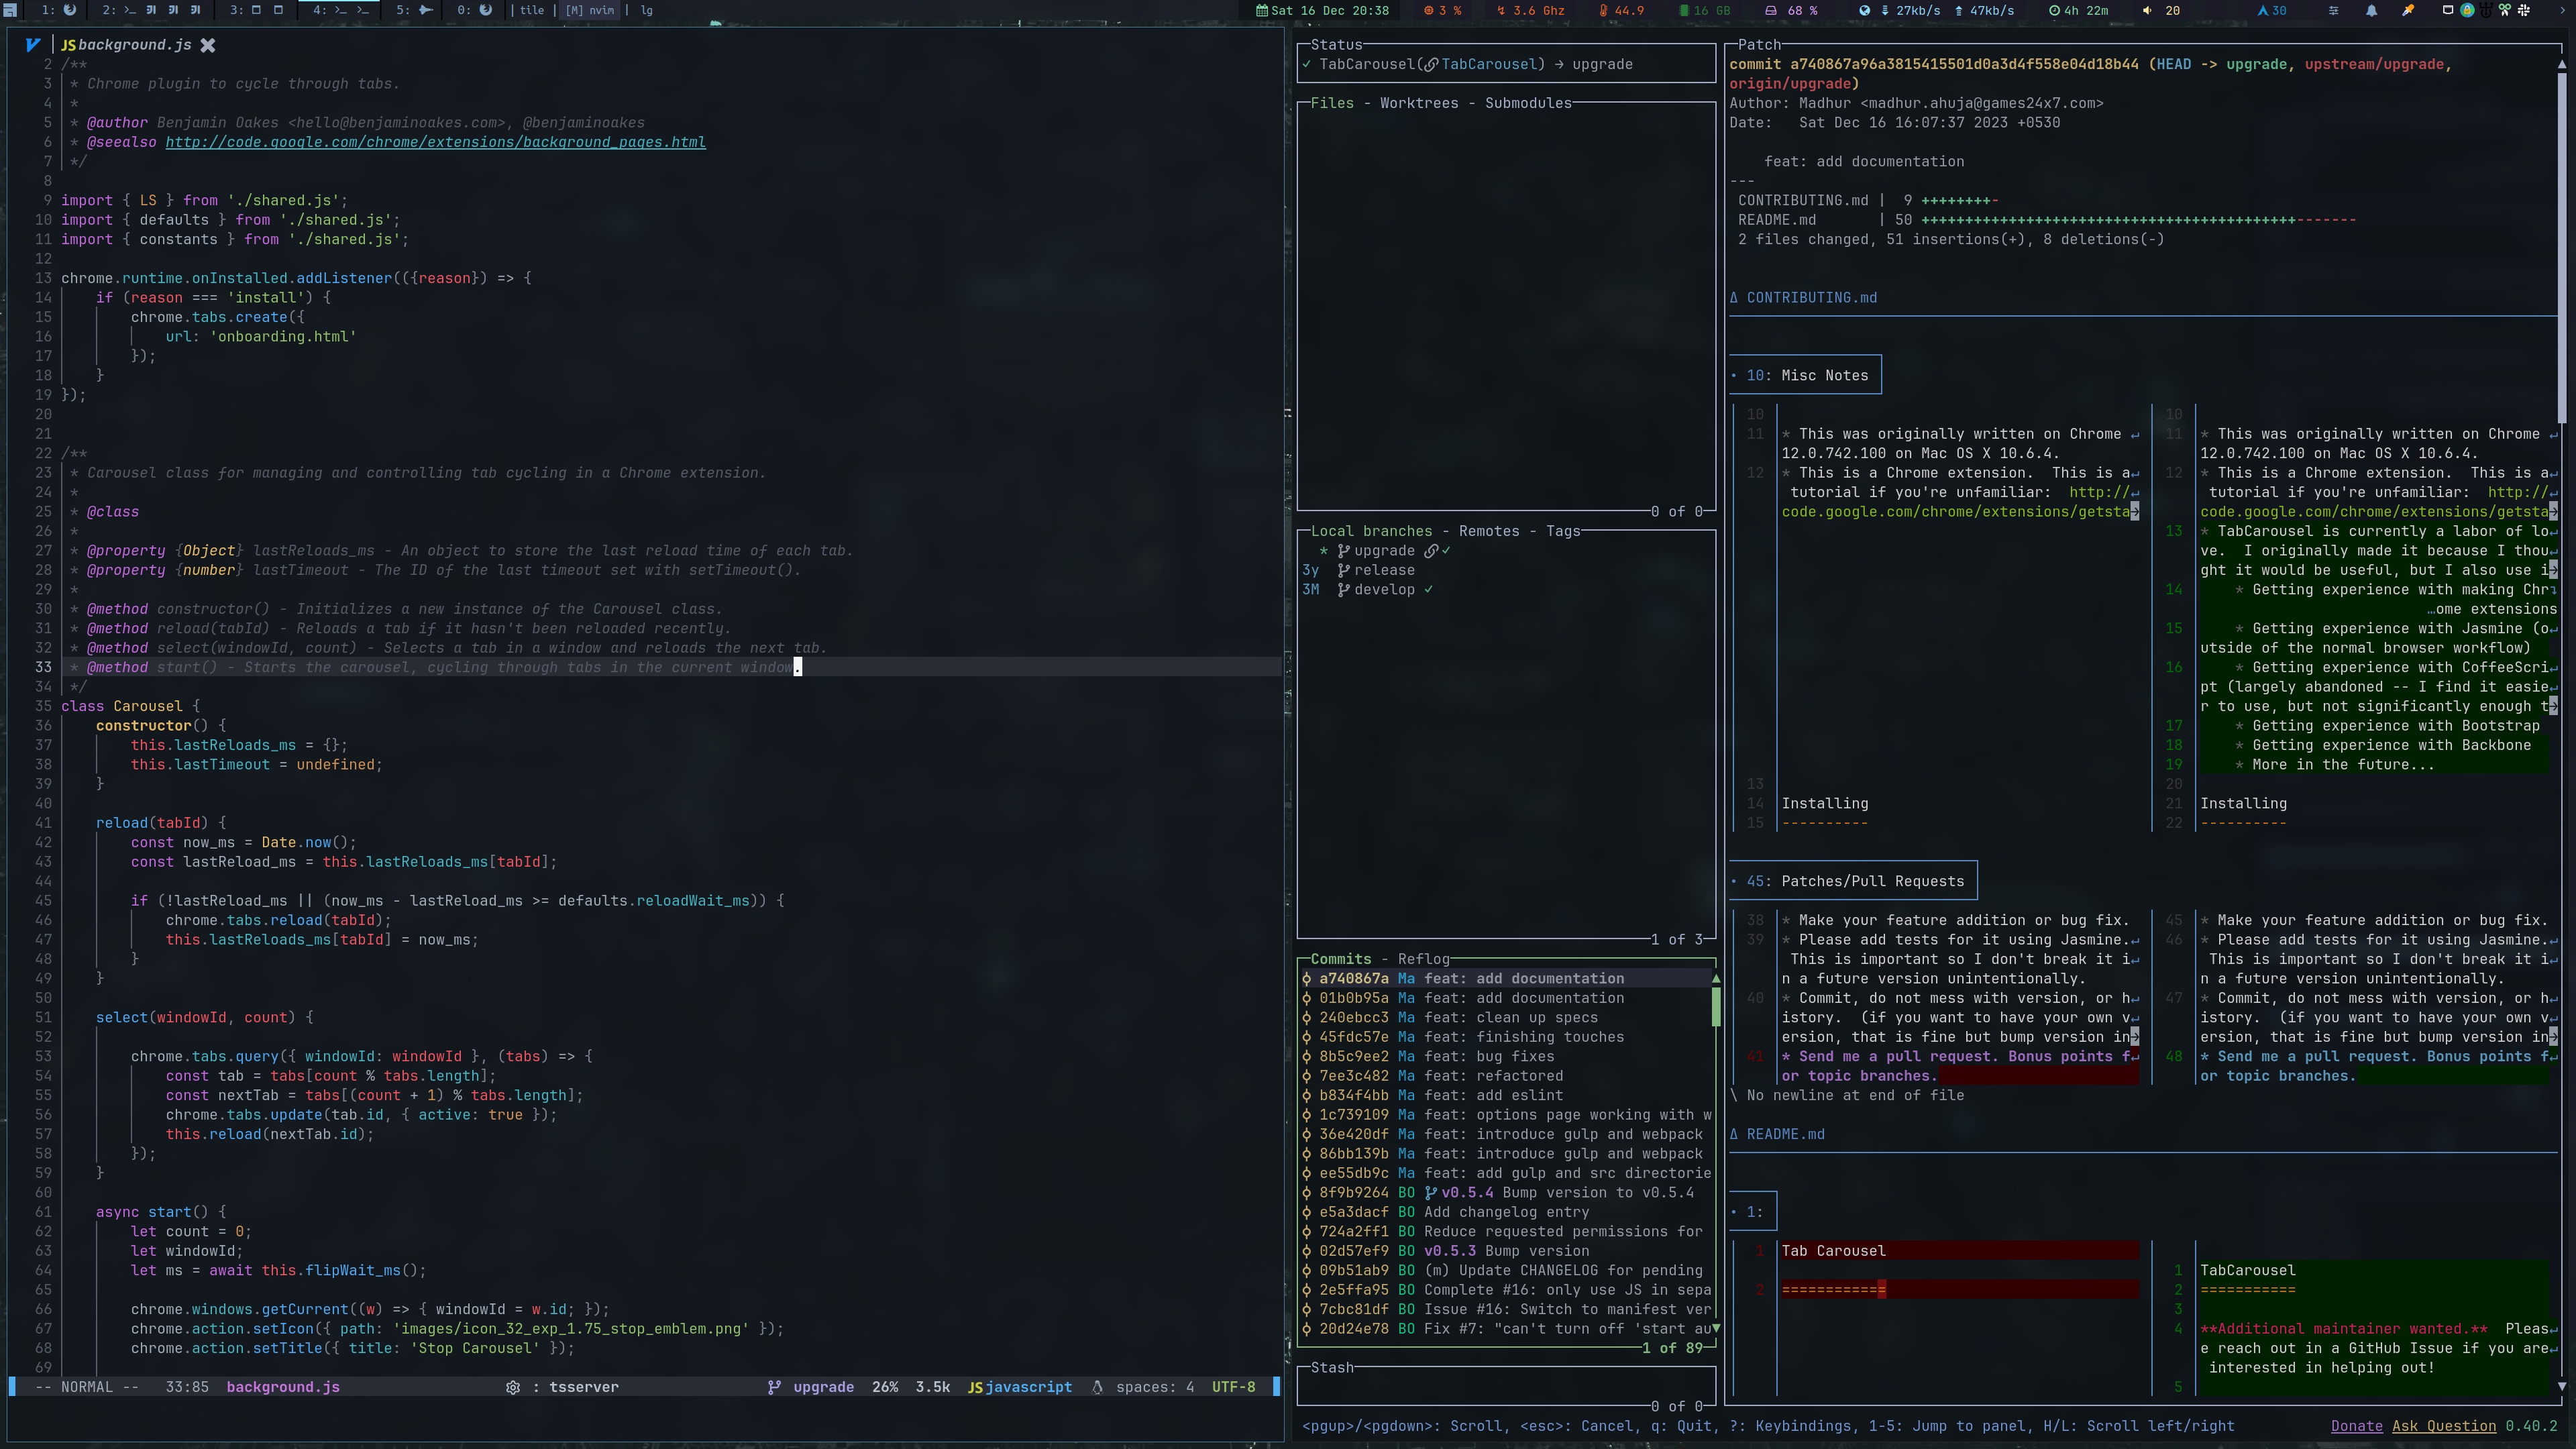 1: 2: >_ 3: 4: >_ >_ 5: 0: | tile | [M] nvim | lg
Sat 16 Dec 20:38 3 % 3.6 Ghz 44.9 16 GB 68 % 27kb/s 47kb/s 4h 22m 20 30
JS background.js
2 /**
3 * Chrome plugin to cycle through tabs.
4 *
5 * @author Benjamin Oakes <hello@benjaminoakes.com>, @benjaminoakes
6 * @seealso http://code.google.com/chrome/extensions/background_pages.html
7 */
8
9 import { LS } from './shared.js';
10 import { defaults } from './shared.js';
11 import { constants } from './shared.js';
12
13 chrome.runtime.onInstalled.addListener(({reason}) => {
14 if (reason === 'install') {
15 chrome.tabs.create({
16 url: 'onboarding.html'
17 });
18 }
19 });
20
21
22 /**
23 * Carousel class for managing and controlling tab cycling in a Chrome extension.
24 *
25 * @class
26 *
27 * @property {Object} lastReloads_ms - An object to store the last reload time of each tab.
28 * @property {number} lastTimeout - The ID of the last timeout set with setTimeout().
29 *
30 * @method constructor() - Initializes a new instance of the Carousel class.
31 * @method reload(tabId) - Reloads a tab if it hasn't been reloaded recently.
32 * @method select(windowId, count) - Selects a tab in a window and reloads the next tab.
33 * @method start() - Starts the carousel, cycling through tabs in the current window.
34 */
35 class Carousel {
36 constructor() {
37 this.lastReloads_ms = {};
38 this.lastTimeout = undefined;
39 }
40
41 reload(tabId) {
42 const now_ms = Date.now();
43 const lastReload_ms = this.lastReloads_ms[tabId];
44
45 if (!lastReload_ms || (now_ms - lastReload_ms >= defaults.reloadWait_ms)) {
46 chrome.tabs.reload(tabId);
47 this.lastReloads_ms[tabId] = now_ms;
48 }
49 }
50
51 select(windowId, count) {
52
53 chrome.tabs.query({ windowId: windowId }, (tabs) => {
54 const tab = tabs[count % tabs.length];
55 const nextTab = tabs[(count + 1) % tabs.length];
56 chrome.tabs.update(tab.id, { active: true });
57 this.reload(nextTab.id);
58 });
59 }
60
61 async start() {
62 let count = 0;
63 let windowId;
64 let ms = await this.flipWait_ms();
65
66 chrome.windows.getCurrent((w) => { windowId = w.id; });
67 chrome.action.setIcon({ path: 'images/icon_32_exp_1.75_stop_emblem.png' });
68 chrome.action.setTitle({ title: 'Stop Carousel' });
69
-- NORMAL -- 33:85 background.js : tsserver upgrade 26% 3.5k JS javascript spaces: 4 UTF-8
Status
✓ TabCarousel(TabCarousel) → upgrade
Files - Worktrees - Submodules
0 of 0
Local branches - Remotes - Tags
* upgrade ✓
3y release
3M develop ✓
1 of 3
Commits - Reflog
a740867a Ma feat: add documentation
01b0b95a Ma feat: add documentation
240ebcc3 Ma feat: clean up specs
45fdc57e Ma feat: finishing touches
8b5c9ee2 Ma feat: bug fixes
7ee3c482 Ma feat: refactored
b834f4bb Ma feat: add eslint
1c739109 Ma feat: options page working with w
36e420df Ma feat: introduce gulp and webpack
86bb139b Ma feat: introduce gulp and webpack
ee55db9c Ma feat: add gulp and src directorie
8f9b9264 BO v0.5.4 Bump version to v0.5.4
e5a3dacf BO Add changelog entry
724a2ff1 BO Reduce requested permissions for
02d57ef9 BO v0.5.3 Bump version
09b51ab9 BO (m) Update CHANGELOG for pending
2e5ffa95 BO Complete #16: only use JS in sepa
7cbc81df BO Issue #16: Switch to manifest ver
20d24e78 BO Fix #7: "can't turn off 'start au
1 of 89
Stash
0 of 0
Patch
commit a740867a96a3815415501d0a3d4f558e04d18b44 (HEAD -> upgrade, upstream/upgrade,
origin/upgrade)
Author: Madhur <madhur.ahuja@games24x7.com>
Date: Sat Dec 16 16:07:37 2023 +0530
feat: add documentation
---
CONTRIBUTING.md | 9 ++++++++-
README.md | 50 +++++++++++++++++++++++++++++++++++++++++++-------
2 files changed, 51 insertions(+), 8 deletions(-)
Δ CONTRIBUTING.md
• 10: Misc Notes
10 10
11 * This was originally written on Chrome ↵ 11 * This was originally written on Chrome ↵
12.0.742.100 on Mac OS X 10.6.4. 12.0.742.100 on Mac OS X 10.6.4.
12 * This is a Chrome extension. This is a↵ 12 * This is a Chrome extension. This is a↵
tutorial if you're unfamiliar: http://↵ tutorial if you're unfamiliar: http://↵
code.google.com/chrome/extensions/getsta→ code.google.com/chrome/extensions/getsta→
13 * TabCarousel is currently a labor of lo↵
ve. I originally made it because I thou↵
ght it would be useful, but I also use i→
14 * Getting experience with making Chr↴
…ome extensions
15 * Getting experience with Jasmine (o↵
utside of the normal browser workflow)
16 * Getting experience with CoffeeScri↵
pt (largely abandoned -- I find it easie↵
r to use, but not significantly enough t→
17 * Getting experience with Bootstrap
18 * Getting experience with Backbone
19 * More in the future...
13 20
14 Installing 21 Installing
15 ---------- 22 ----------
• 45: Patches/Pull Requests
38 * Make your feature addition or bug fix. 45 * Make your feature addition or bug fix.
39 * Please add tests for it using Jasmine.↵ 46 * Please add tests for it using Jasmine.↵
This is important so I don't break it i↵ This is important so I don't break it i↵
n a future version unintentionally. n a future version unintentionally.
40 * Commit, do not mess with version, or h↵ 47 * Commit, do not mess with version, or h↵
istory. (if you want to have your own v↵ istory. (if you want to have your own v↵
ersion, that is fine but bump version in→ ersion, that is fine but bump version in→
41 * Send me a pull request. Bonus points f↵ 48 * Send me a pull request. Bonus points f↵
or topic branches. or topic branches.
\ No newline at end of file
Δ README.md
• 1:
1 Tab Carousel
1 TabCarousel
2 ============ 2 ===========
3
4 **Additional maintainer wanted.** Pleas↵
e reach out in a GitHub Issue if you are↵
interested in helping out!
5
<pgup>/<pgdown>: Scroll, <esc>: Cancel, q: Quit, ?: Keybindings, 1-5: Jump to panel, H/L: Scroll left/right Donate Ask Question 0.40.2